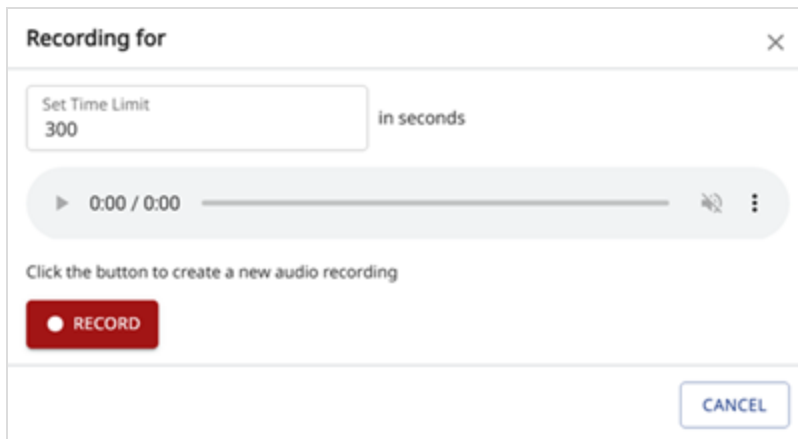 Recording for
Set Time Limit
300
in seconds
0:00 / 0:00
Click the button to create a new audio recording
RECORD
CANCEL